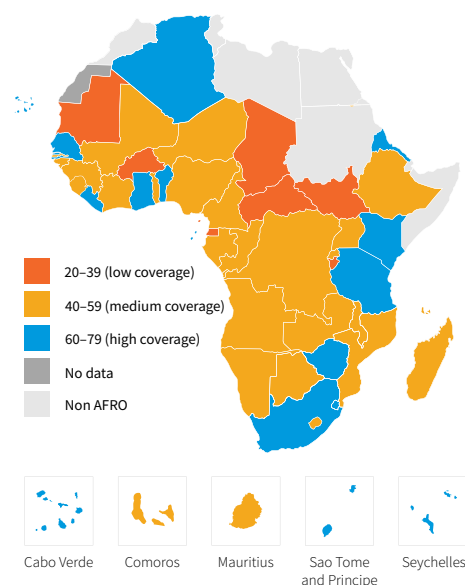 20–39 (low coverage)
40–59 (medium coverage)
60–79 (high coverage)
No data
Non AFRO
Cabo Verde
Comoros
Mauritius
Sao Tome
and Principe
Seychelles